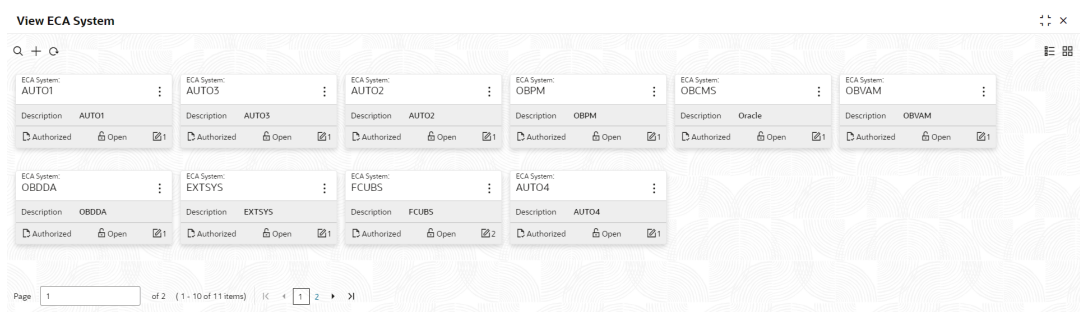 View ECA System
ECA System:
AUTO1
Description AUTO1
Authorized Open 1
ECA System:
AUTO3
Description AUTO3
Authorized Open 1
ECA System:
AUTO2
Description AUTO2
Authorized Open 1
ECA System:
OBPM
Description OBPM
Authorized Open 1
ECA System:
OBCMS
Description Oracle
Authorized Open 1
ECA System:
OBVAM
Description OBVAM
Authorized Open 1
ECA System:
OBDDA
Description OBDDA
Authorized Open 1
ECA System:
EXTSYS
Description EXTSYS
Authorized Open 1
ECA System:
FCUBS
Description FCUBS
Authorized Open 2
ECA System:
AUTO4
Description AUTO4
Authorized Open 1
Page 1 of 2 (1 - 10 of 11 items) 1 2